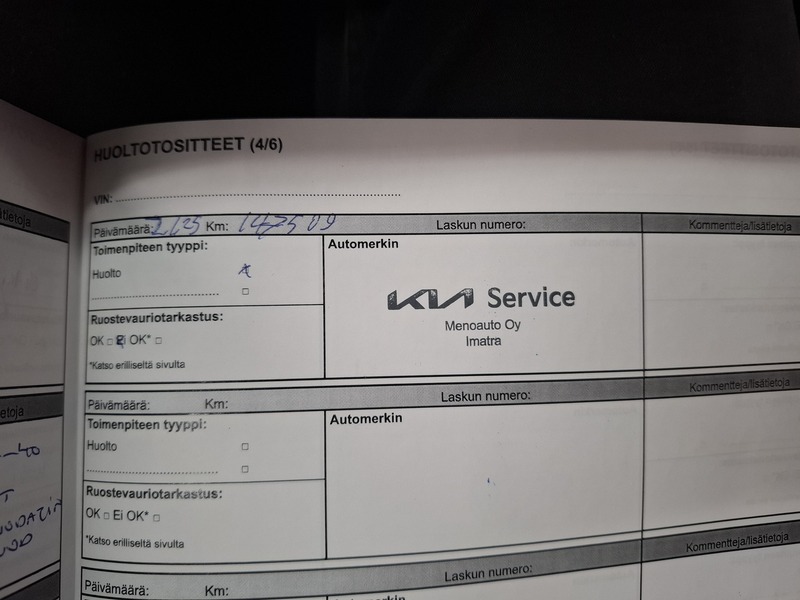 HUOLTOTOSITTEET (4/6)
VIN:
Päivämäärä: 2/25 Km: 147509 Laskun numero: Kommentteja/lisätietoja
Toimenpiteen tyyppi: Automerkin
Huolto
KIA Service
Menoauto Oy
Imatra
Ruostevauriotarkastus:
OK □ Ei OK* □
*Katso erilliseltä sivulta
Päivämäärä: Km: Laskun numero: Kommentteja/lisätietoja
Toimenpiteen tyyppi: Automerkin
Huolto □
□
Ruostevauriotarkastus:
OK □ Ei OK* □
*Katso erilliseltä sivulta
Päivämäärä: Km: Laskun numero: Kommentteja/lisätietoja